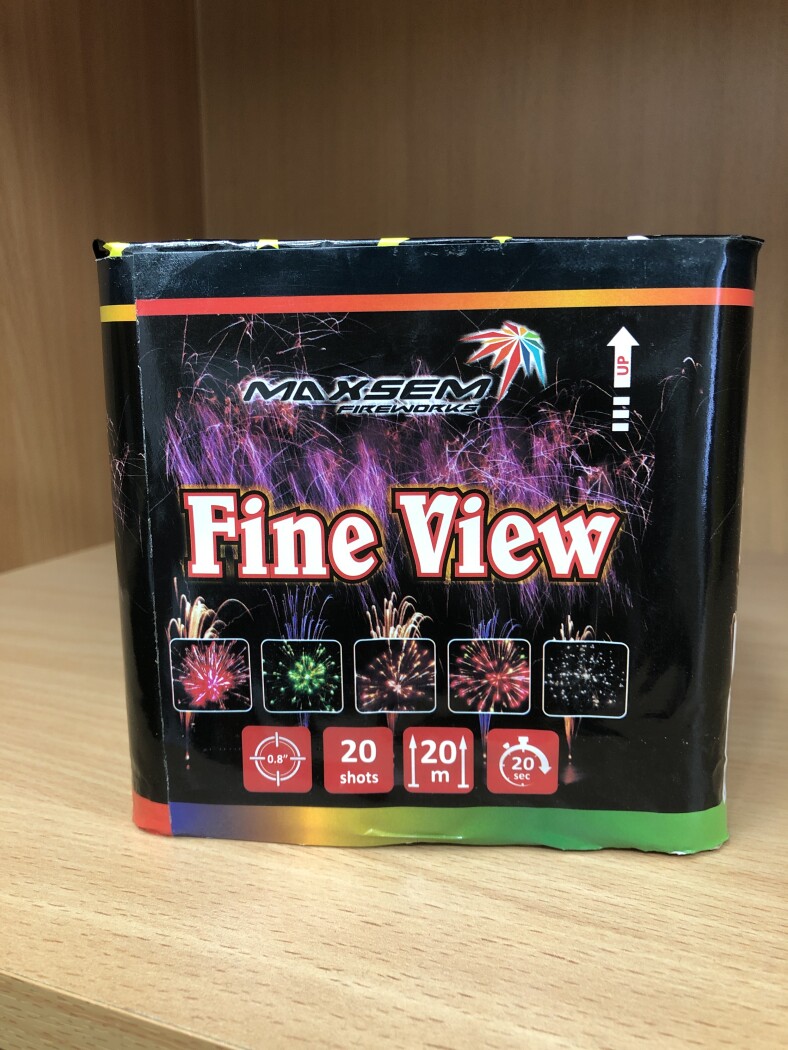 MAXSEM
FIREWORKS
UP
Fine View
0.8"
20
shots
20
m
20
sec